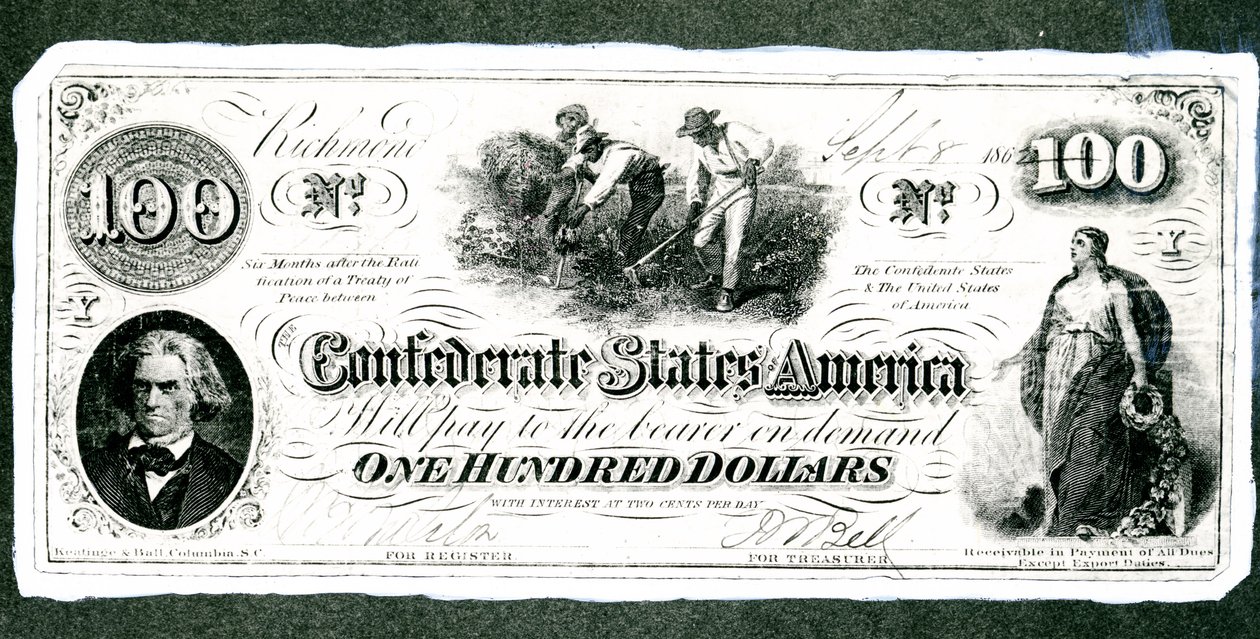 Richmond Sept 8 186
100 Nº. Nº. 100
Six Months after the Rati
fication of a Treaty of
Peace between
The Confederate States
& The United States
of America
Y
Y
THE
Confederate States America
Will pay to the bearer on demand
ONE HUNDRED DOLLARS
WITH INTEREST AT TWO CENTS PER DAY
Bell
Keatinge & Ball, Columbia, S.C.
FOR REGISTER.
FOR TREASURER.
Receivable in Payment of All Dues
Except Export Duties.